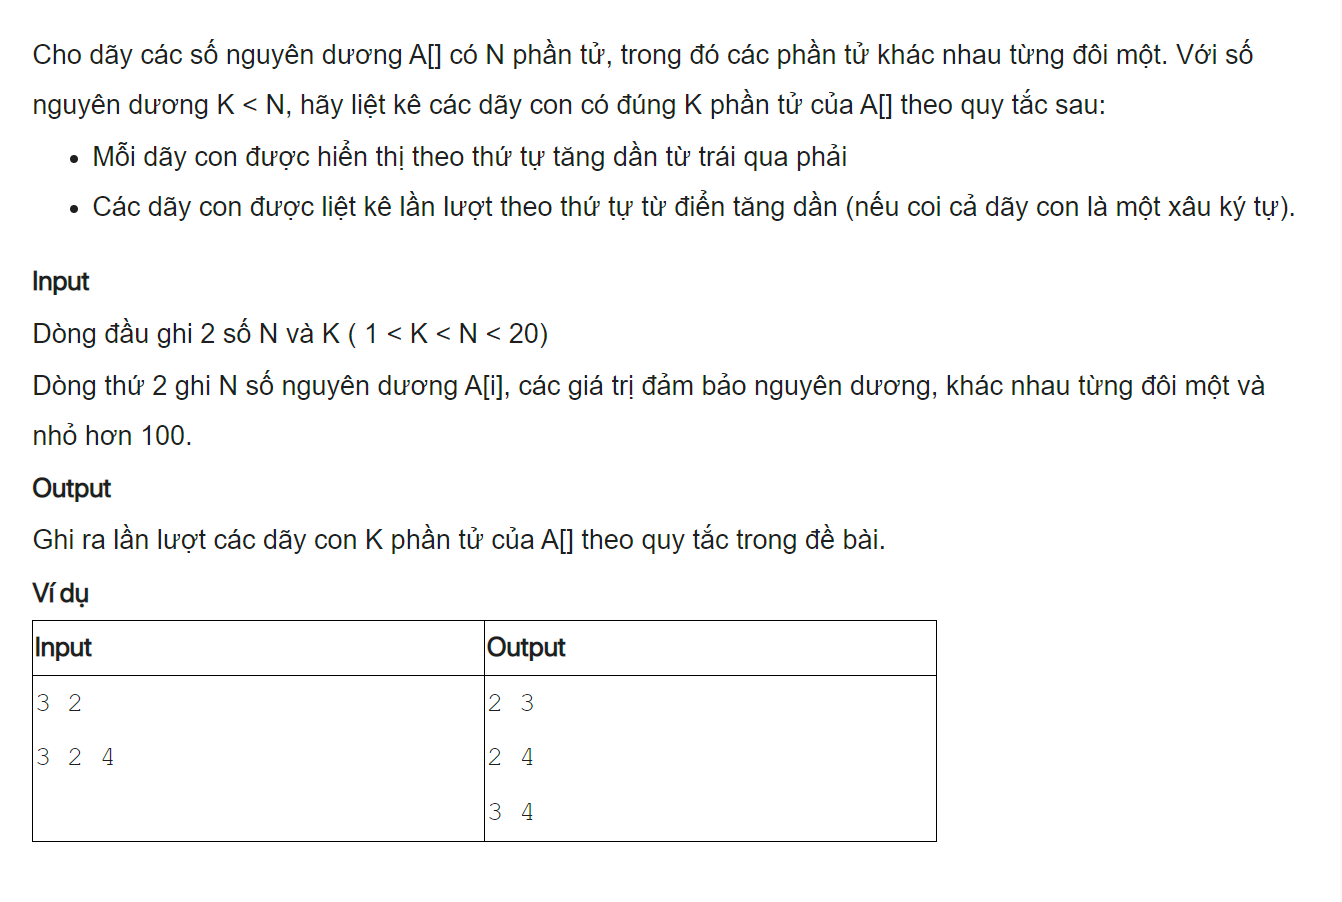 Cho dãy các số nguyên dương A[] có N phần tử, trong đó các phần tử khác nhau từng đôi một. Với số
nguyên dương K < N, hãy liệt kê các dãy con có đúng K phần tử của A[] theo quy tắc sau:
• Mỗi dãy con được hiển thị theo thứ tự tăng dần từ trái qua phải
• Các dãy con được liệt kê lần lượt theo thứ tự từ điển tăng dần (nếu coi cả dãy con là một xâu ký tự).
Input
Dòng đầu ghi 2 số N và K ( 1 < K < N < 20)
Dòng thứ 2 ghi N số nguyên dương A[i], các giá trị đảm bảo nguyên dương, khác nhau từng đôi một và
nhỏ hơn 100.
Output
Ghi ra lần lượt các dãy con K phần tử của A[] theo quy tắc trong đề bài.
Ví dụ
Input Output
3 2 2 3
3 2 4 2 4
3 4